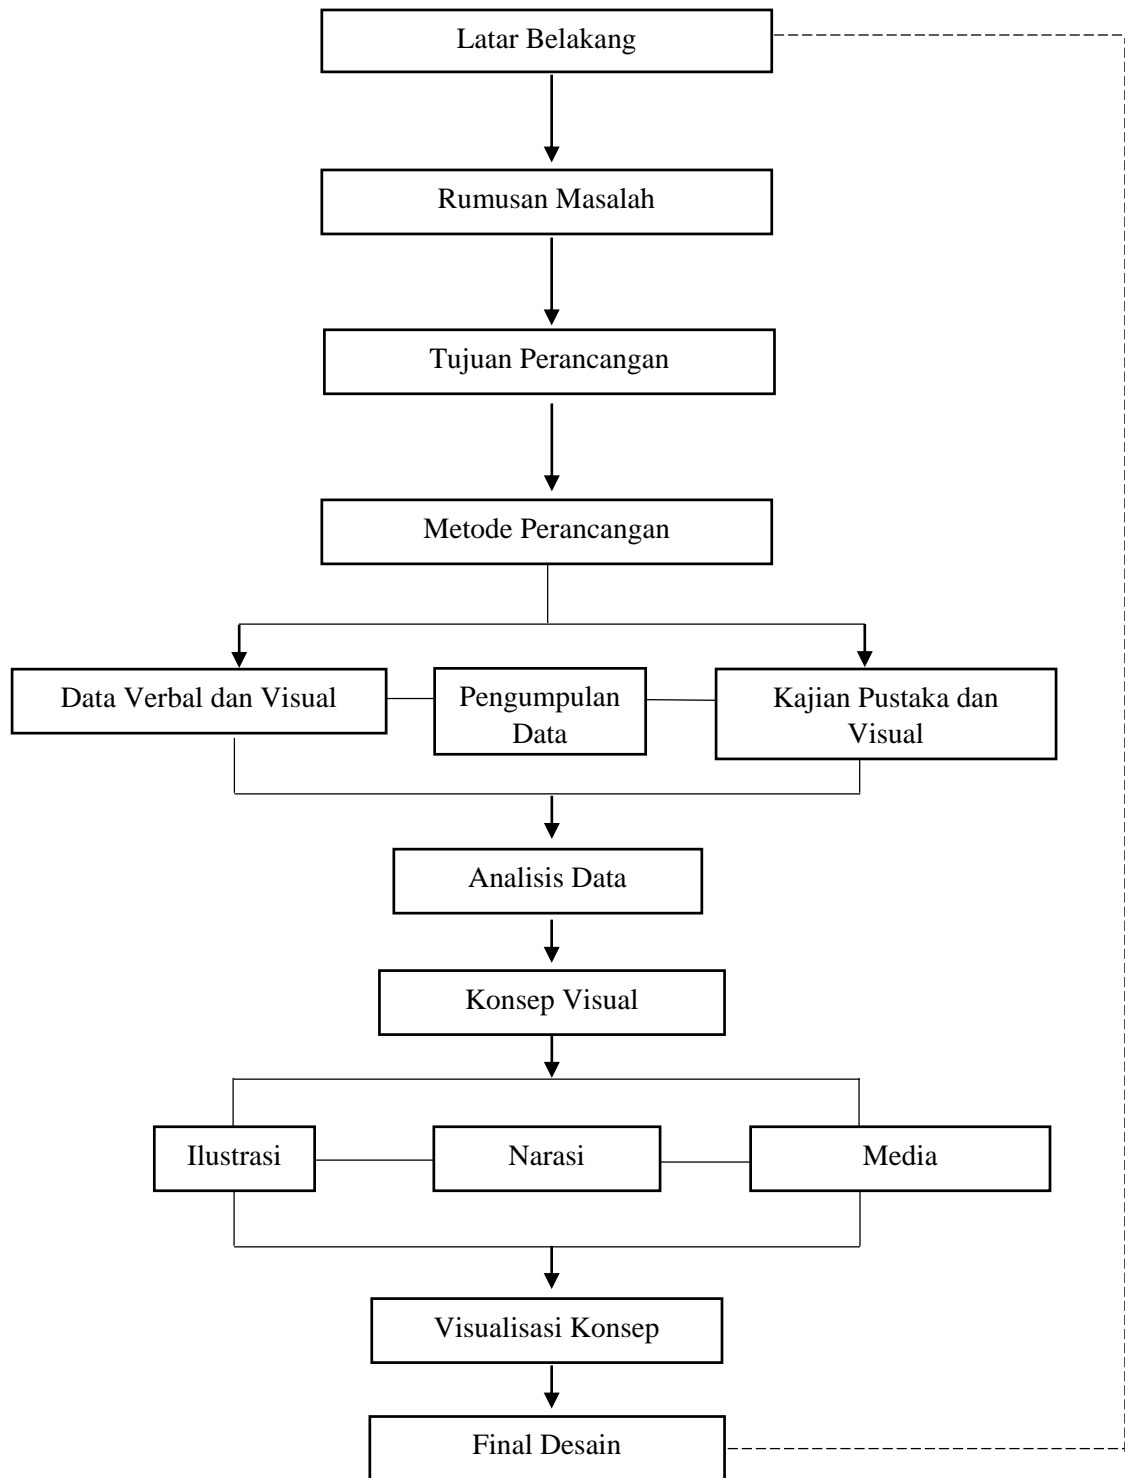 Latar Belakang
Rumusan Masalah
Tujuan Perancangan
Metode Perancangan
Data Verbal dan Visual
Pengumpulan
Data
Kajian Pustaka dan
Visual
Analisis Data
Konsep Visual
Ilustrasi
Narasi
Media
Visualisasi Konsep
Final Desain